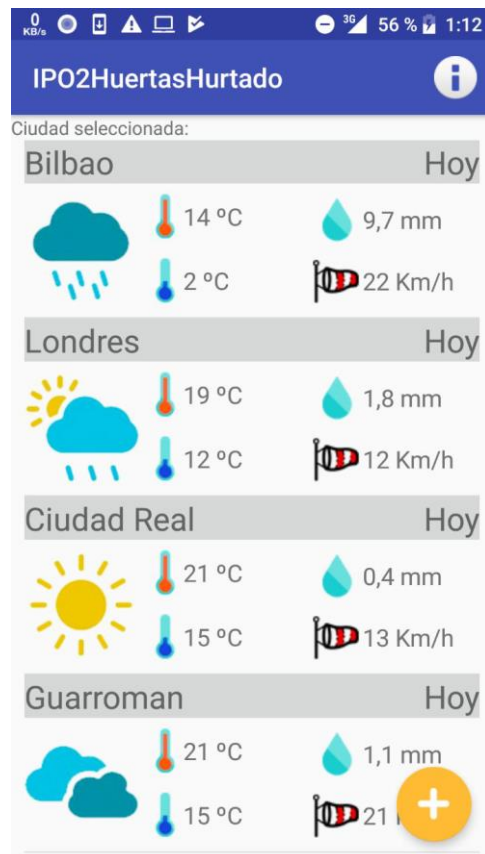 0 KB/s 3G 56 % 1:12
IPO2HuertasHurtado
Ciudad seleccionada:
Bilbao Hoy
14 ºC 9,7 mm
2 ºC 22 Km/h
Londres Hoy
19 ºC 1,8 mm
12 ºC 12 Km/h
Ciudad Real Hoy
21 ºC 0,4 mm
15 ºC 13 Km/h
Guarroman Hoy
21 ºC 1,1 mm
15 ºC 21